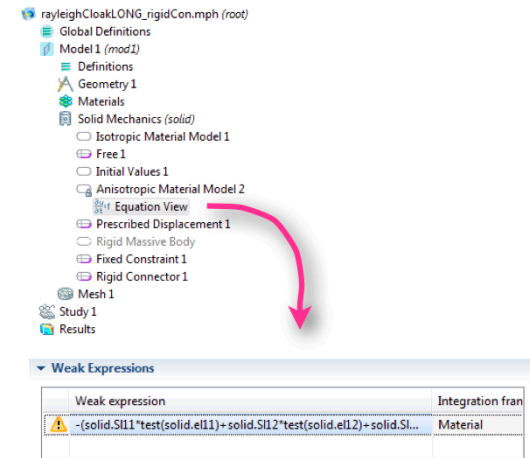 rayleighCloakLONG_rigidCon.mph (root)
Global Definitions
Model 1 (mod1)
Definitions
Geometry 1
Materials
Solid Mechanics (solid)
Isotropic Material Model 1
Free 1
Initial Values 1
Anisotropic Material Model 2
Equation View
Prescribed Displacement 1
Rigid Massive Body
Fixed Constraint 1
Rigid Connector 1
Mesh 1
Study 1
Results
Weak Expressions
Weak expression Integration fran
-(solid.Sl11*test(solid.el11)+solid.Sl12*test(solid.el12)+solid.Sl... Material